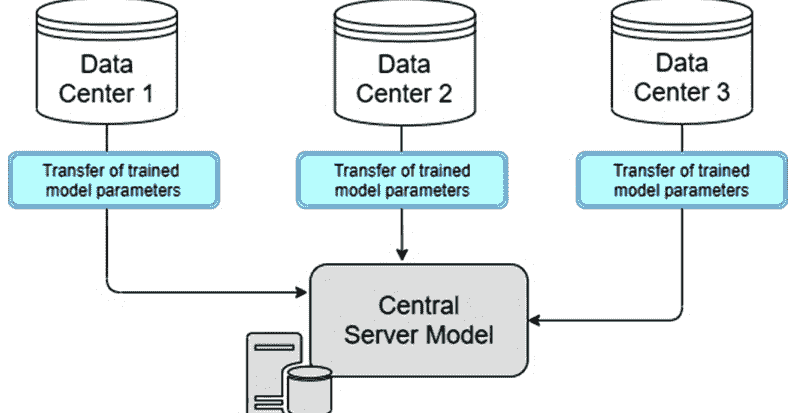 Data
Center 1
Data
Center 2
Data
Center 3
Transfer of trained
model parameters
Transfer of trained
model parameters
Transfer of trained
model parameters
Central
Server Model